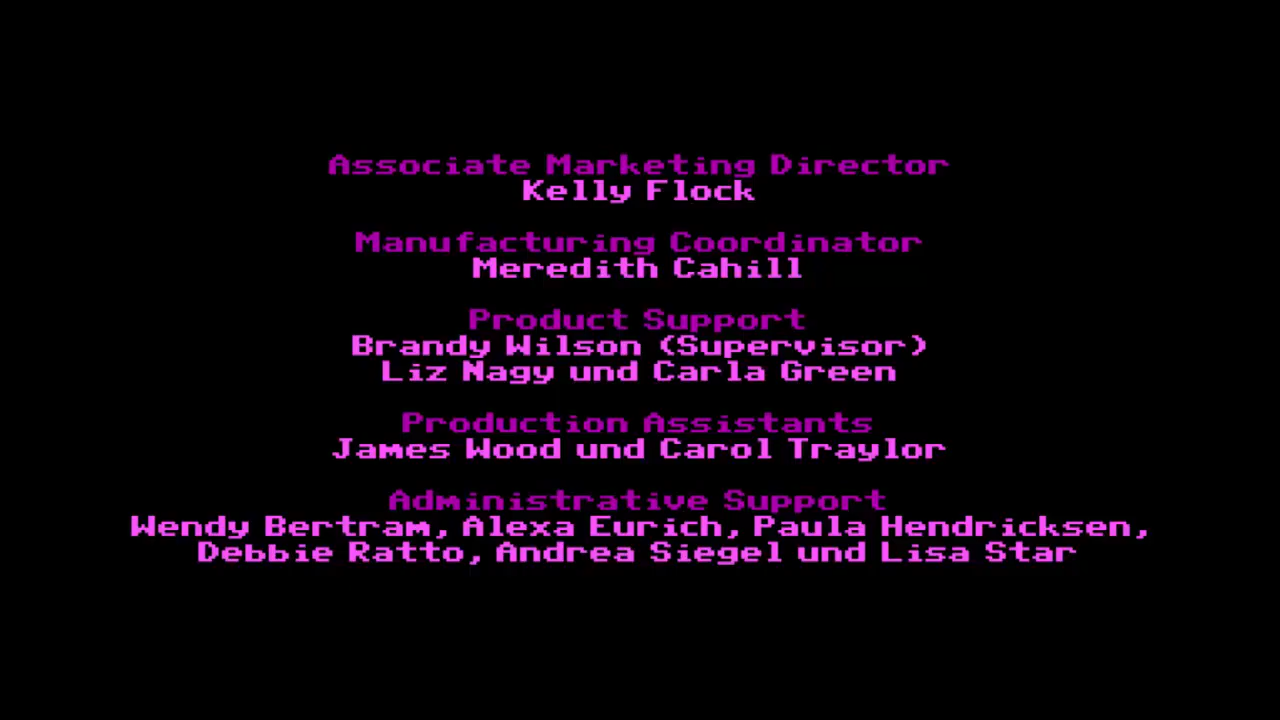 Associate Marketing Director
Kelly Flock
Manufacturing Coordinator
Meredith Cahill
Product Support
Brandy Wilson (Supervisor)
Liz Nagy und Carla Green
Production Assistants
James Wood und Carol Traylor
Administrative Support
Wendy Bertram, Alexa Eurich, Paula Hendricksen,
Debbie Ratto, Andrea Siegel und Lisa Star